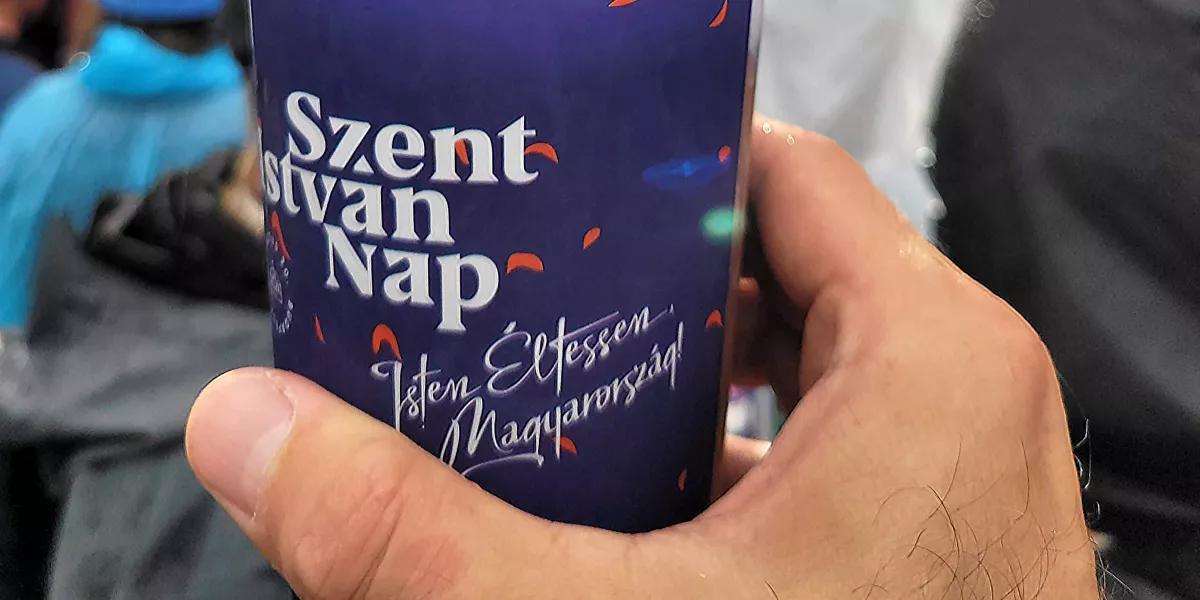 Szent
István
Nap
Isten Éltessen,
Magyarország!